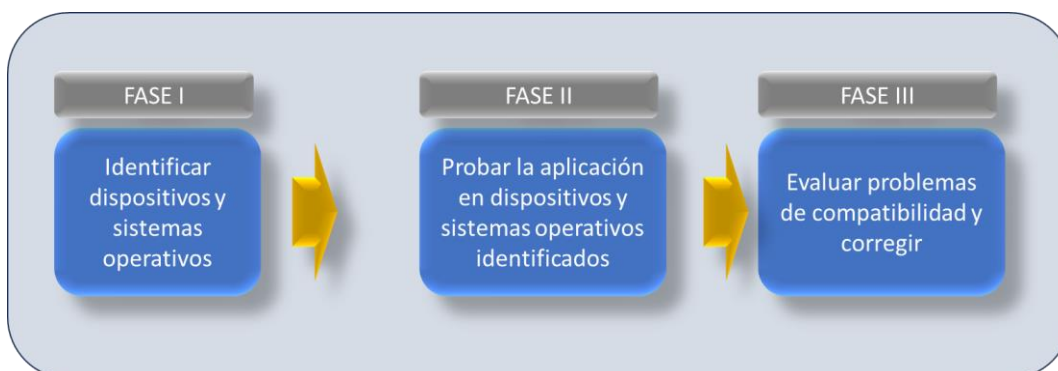 FASE I
Identificar
dispositivos y
sistemas
operativos
FASE II
Probar la aplicación
en dispositivos y
sistemas operativos
identificados
FASE III
Evaluar problemas
de compatibilidad y
corregir